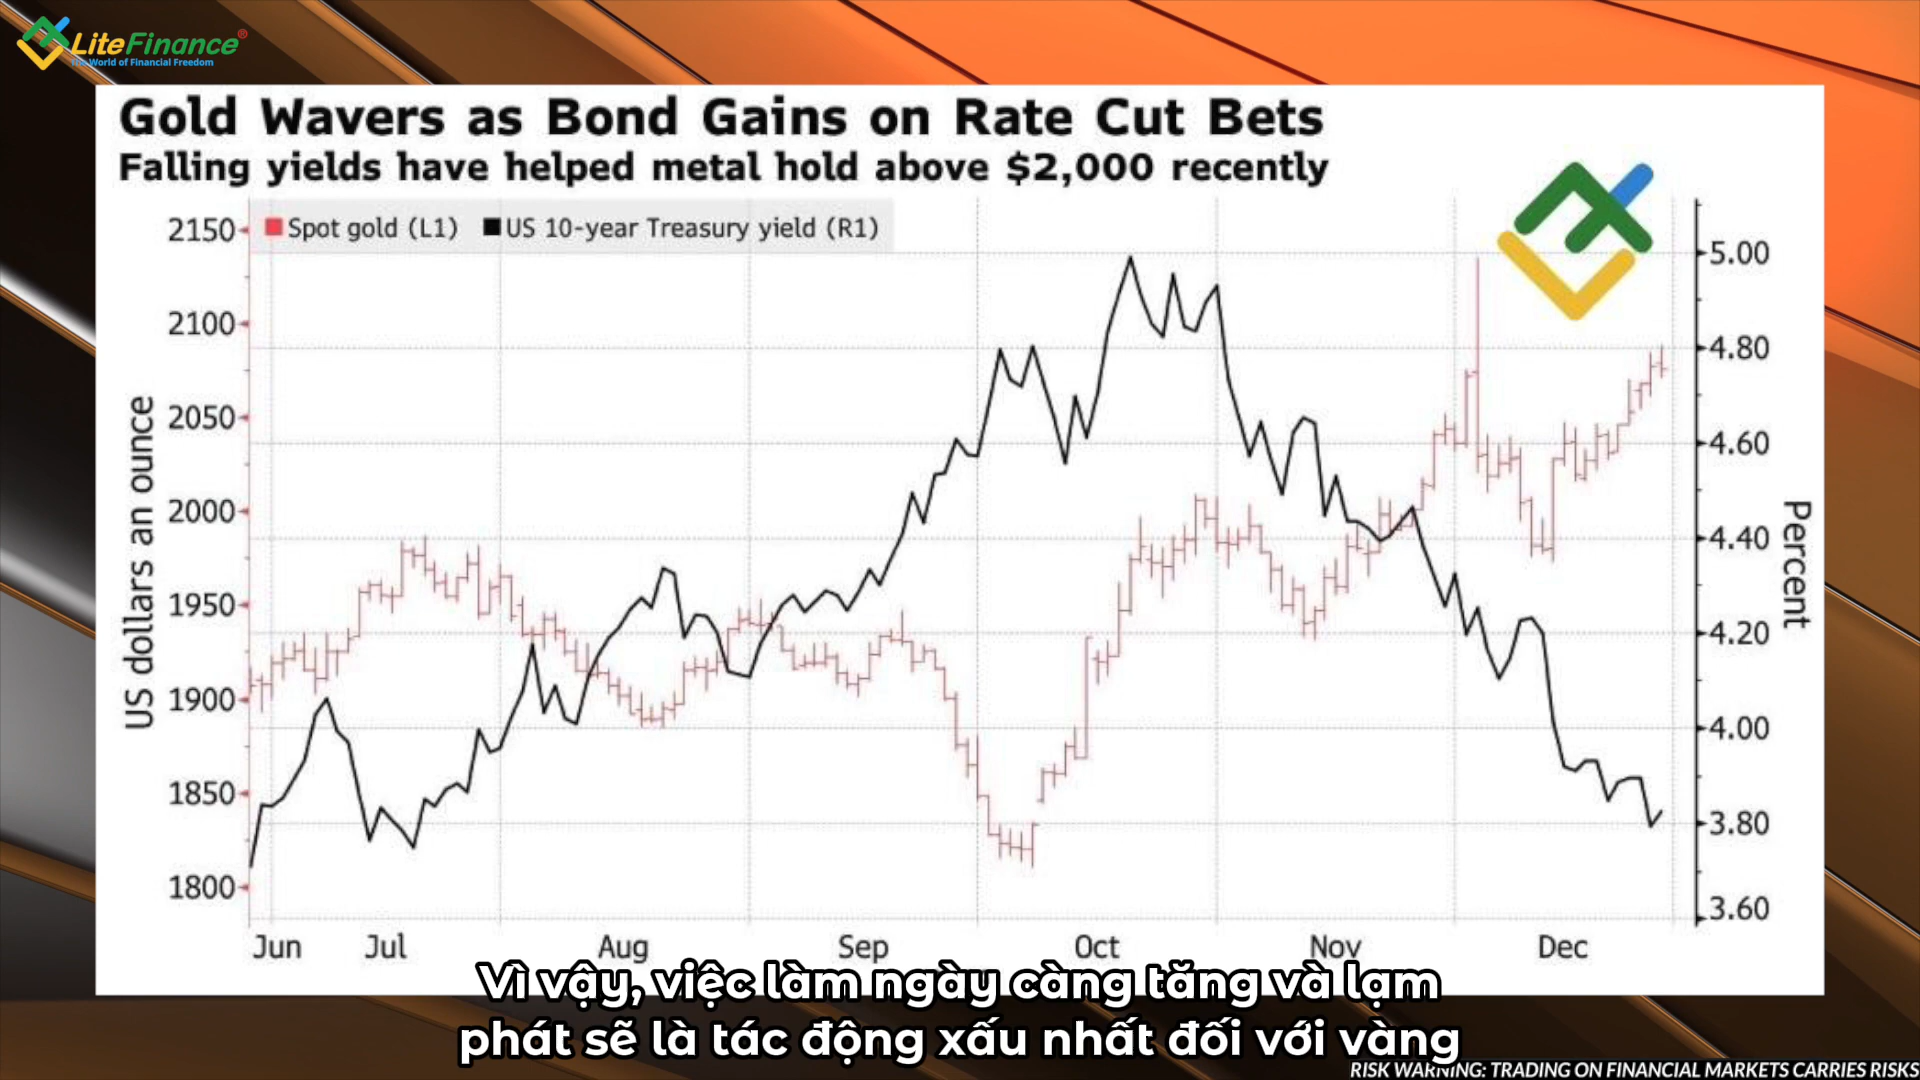 LiteFinance®
The World of Financial Freedom
Gold Wavers as Bond Gains on Rate Cut Bets
Falling yields have helped metal hold above $2,000 recently
Spot gold (L1) US 10-year Treasury yield (R1)
US dollars an ounce
2150
2100
2050
2000
1950
1900
1850
1800
5.00
4.80
4.60
4.40
4.20
4.00
3.80
3.60
Percent
Jun Jul Aug Sep Oct Nov Dec
Vì vậy, việc làm ngày càng tăng và lạm
phát sẽ là tác động xấu nhất đối với vàng
RISK WARNING: TRADING ON FINANCIAL MARKETS CARRIES RISKS